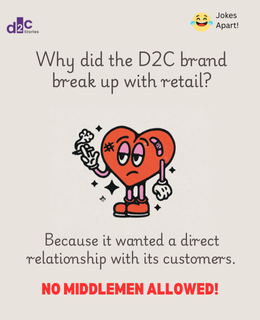 d2c
Stories
Jokes
Apart!
Why did the D2C brand
break up with retail?
Because it wanted a direct
relationship with its customers.
NO MIDDLEMEN ALLOWED!